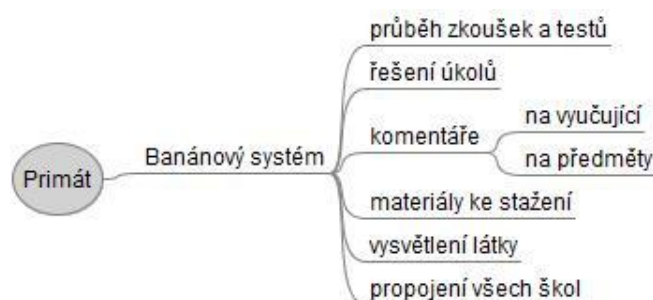 Primát
Banánový systém
průběh zkoušek a testů
řešení úkolů
komentáře
na vyučující
na předměty
materiály ke stažení
vysvětlení látky
propojení všech škol